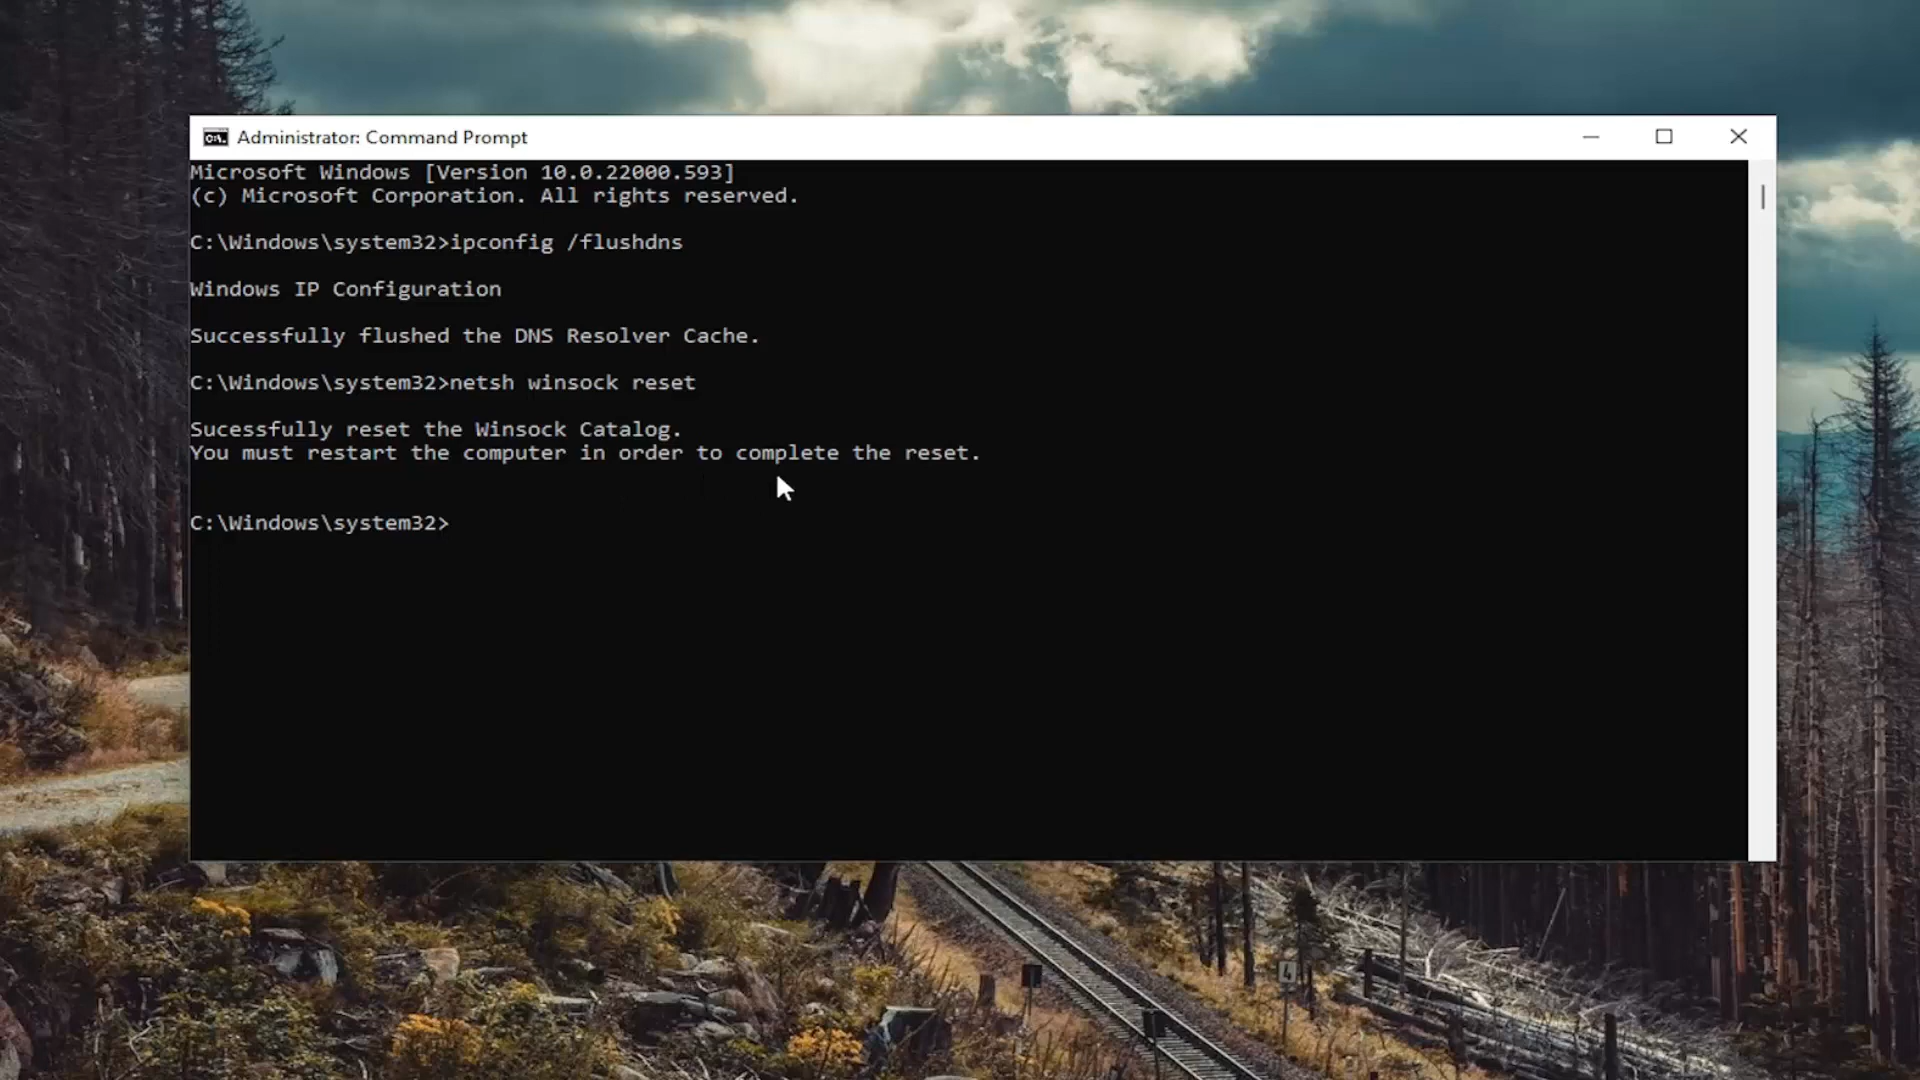 Administrator: Command Prompt
Microsoft Windows [Version 10.0.22000.593]
(c) Microsoft Corporation. All rights reserved.
C:\Windows\system32>ipconfig /flushdns
Windows IP Configuration
Successfully flushed the DNS Resolver Cache.
C:\Windows\system32>netsh winsock reset
Sucessfully reset the Winsock Catalog.
You must restart the computer in order to complete the reset.
C:\Windows\system32>
4